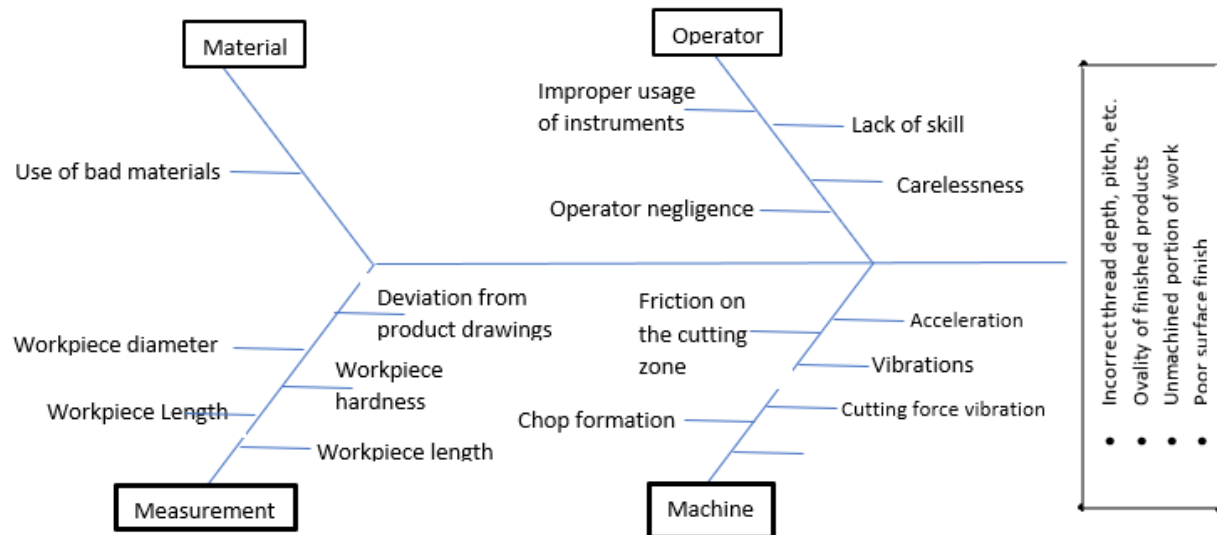 Material
Operator
Improper usage
of instruments
Lack of skill
Use of bad materials
Carelessness
Operator negligence
Deviation from
product drawings
Friction on
the cutting
zone
Acceleration
Workpiece diameter
Workpiece
hardness
Vibrations
Workpiece Length
Chop formation
Cutting force vibration
Workpiece length
Measurement
Machine
• Incorrect thread depth, pitch, etc.
• Ovality of finished products
• Unmachined portion of work
• Poor surface finish